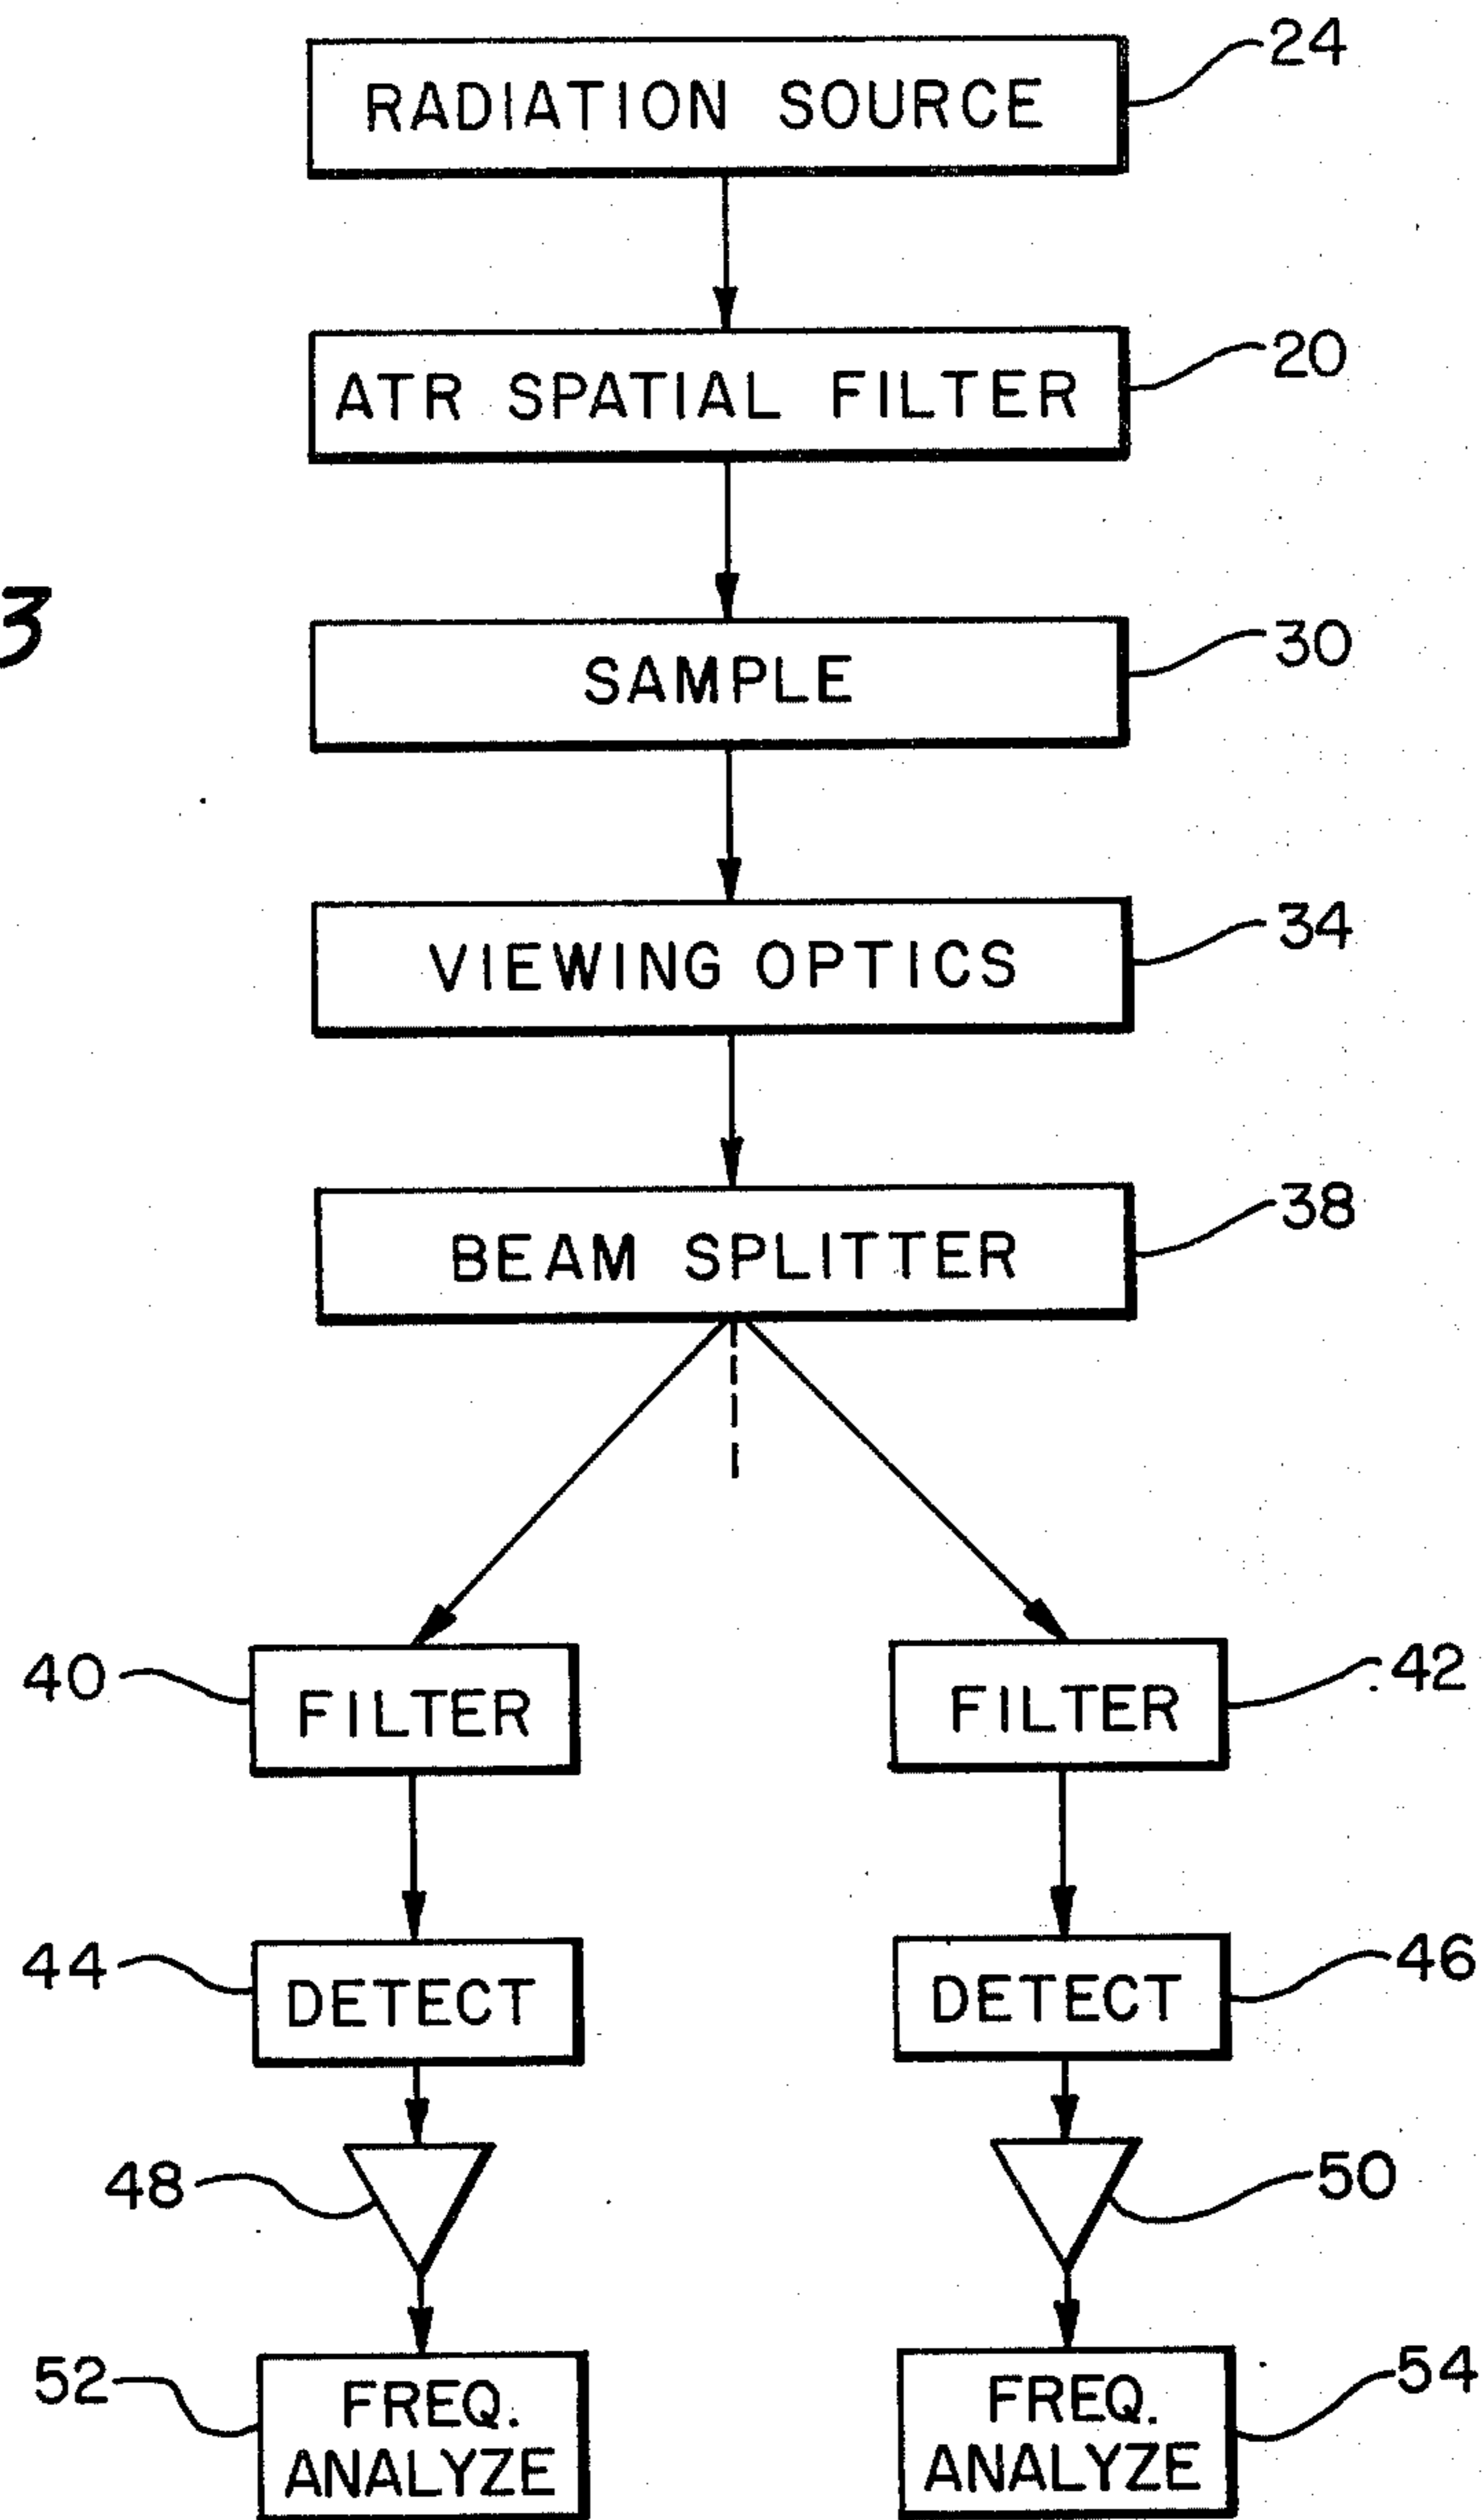 24
RADIATION SOURCE
20
ATR SPATIAL FILTER
3
30
SAMPLE
34
VIEWING OPTICS
38
BEAM SPLITTER
40
FILTER
42
FILTER
44
DETECT
46
DETECT
48
50
52
FREQ.
ANALYZE
54
FREQ.
ANALYZE